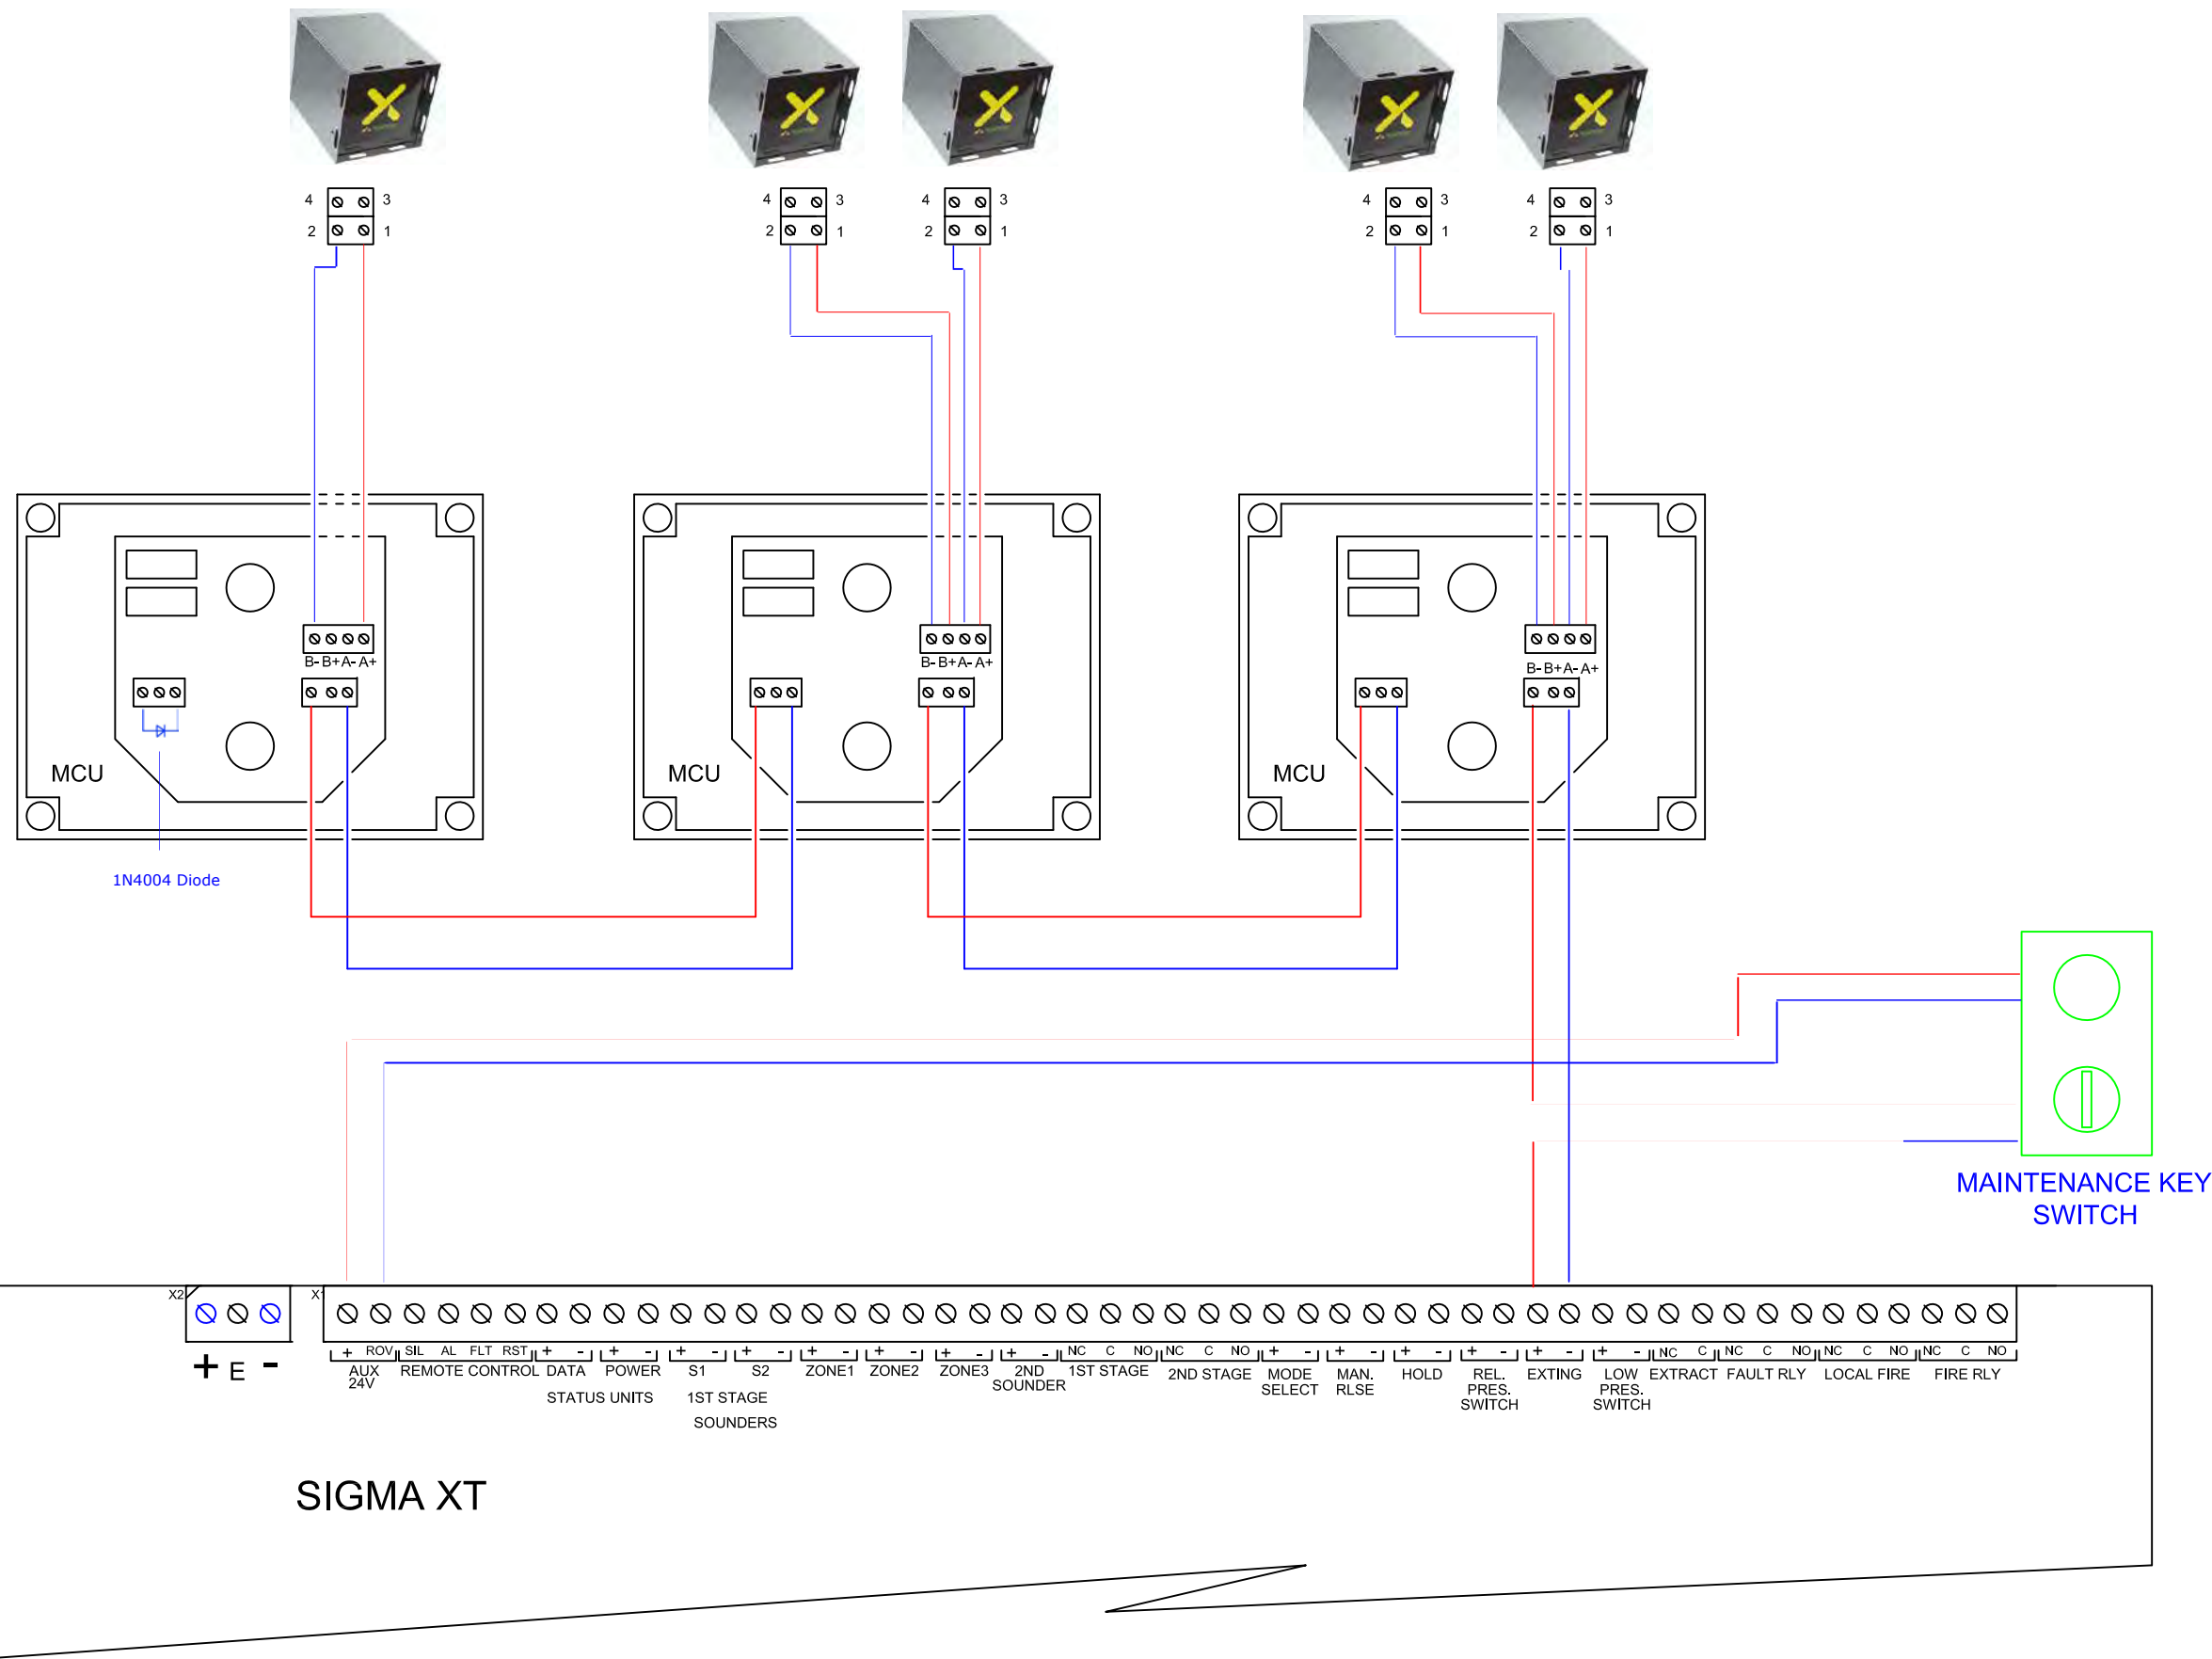 4 3 4 3 4 3 4 3 4 3
2 1 2 1 2 1 2 1 2 1
B- B+ A- A+ B- B+ A- A+ B- B+ A- A+
MCU MCU MCU
1N4004 Diode
MAINTENANCE KEY
SWITCH
X2 X1
+ E -
+ ROV SIL AL FLT RST + - + - + - + - + - + - + - + - NC C NO NC C NO + - + - + - + - + - + - NC C NC C NO NC C NO NC C NO
AUX REMOTE CONTROL DATA POWER S1 S2 ZONE1 ZONE2 ZONE3 2ND 1ST STAGE 2ND STAGE MODE MAN. HOLD REL. EXTING LOW EXTRACT FAULT RLY LOCAL FIRE FIRE RLY
24V SOUNDER SELECT RLSE PRES. PRES.
STATUS UNITS 1ST STAGE SWITCH SWITCH
SOUNDERS
SIGMA XT